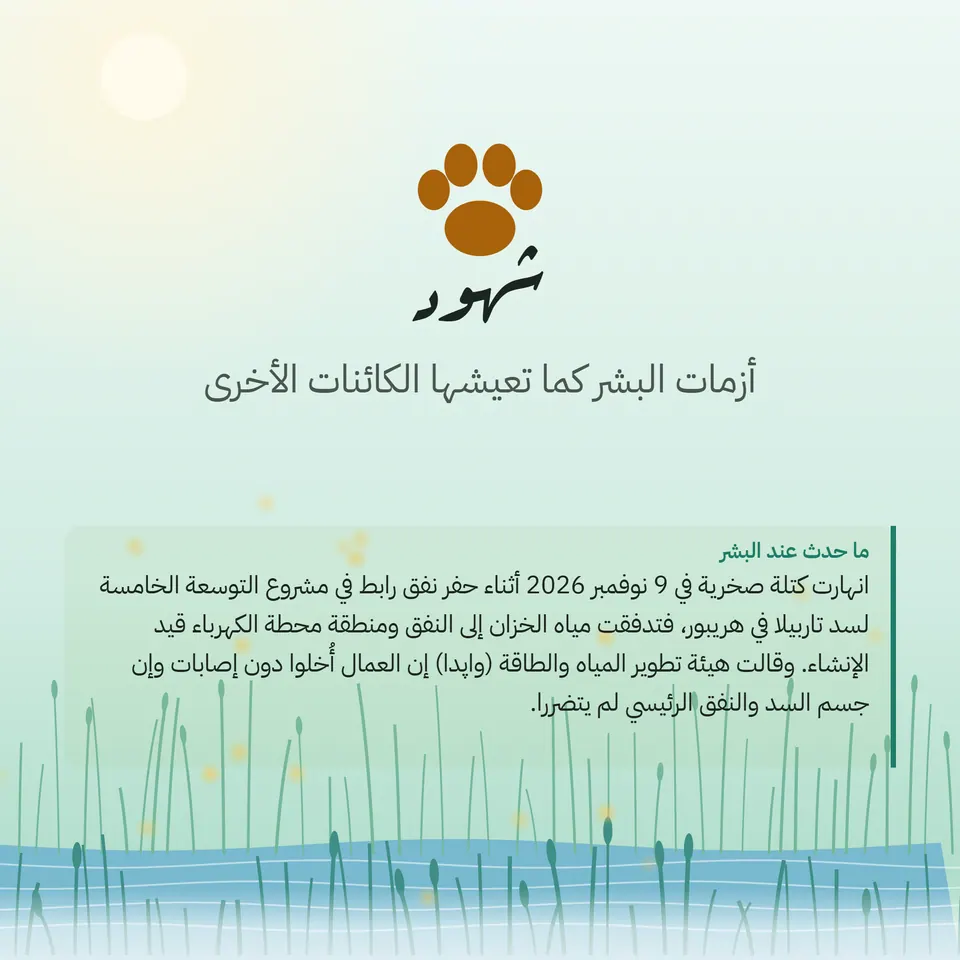 شهود
أزمات البشر كما تعيشها الكائنات الأخرى
ما حدث عند البشر
انهارت كتلة صخرية في 9 نوفمبر 2026 أثناء حفر نفق رابط في مشروع التوسعة الخامسة
لسد تاربيلا في هريبور، فتدفقت مياه الخزان إلى النفق ومنطقة محطة الكهرباء قيد
الإنشاء. وقالت هيئة تطوير المياه والطاقة (واپدا) إن العمال أُخلوا دون إصابات وإن
جسم السد والنفق الرئيسي لم يتضررا.